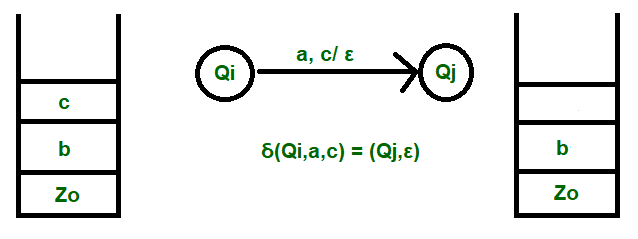 c
b
Zo
Qi
a, c/ ε
Qj
δ(Qi,a,c) = (Qj,ε)
b
Zo